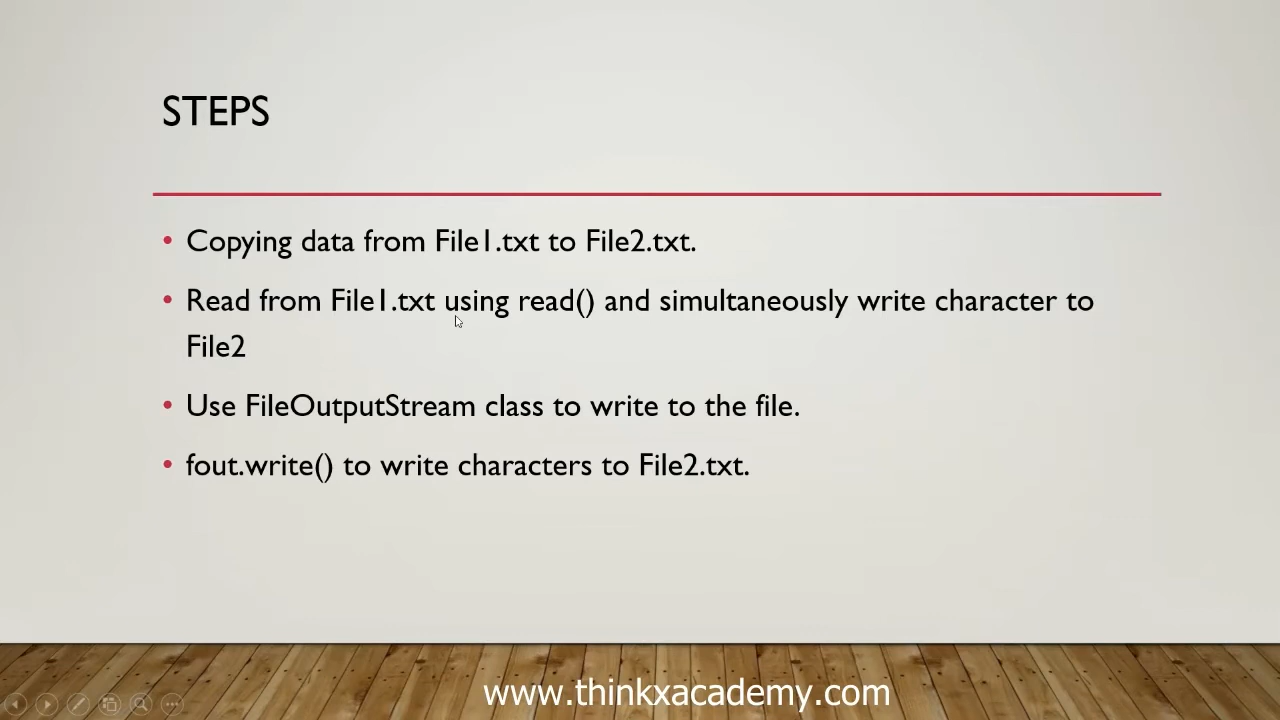 STEPS
• Copying data from File1.txt to File2.txt.
• Read from File1.txt using read() and simultaneously write character to
File2
• Use FileOutputStream class to write to the file.
• fout.write() to write characters to File2.txt.
www.thinkxacademy.com